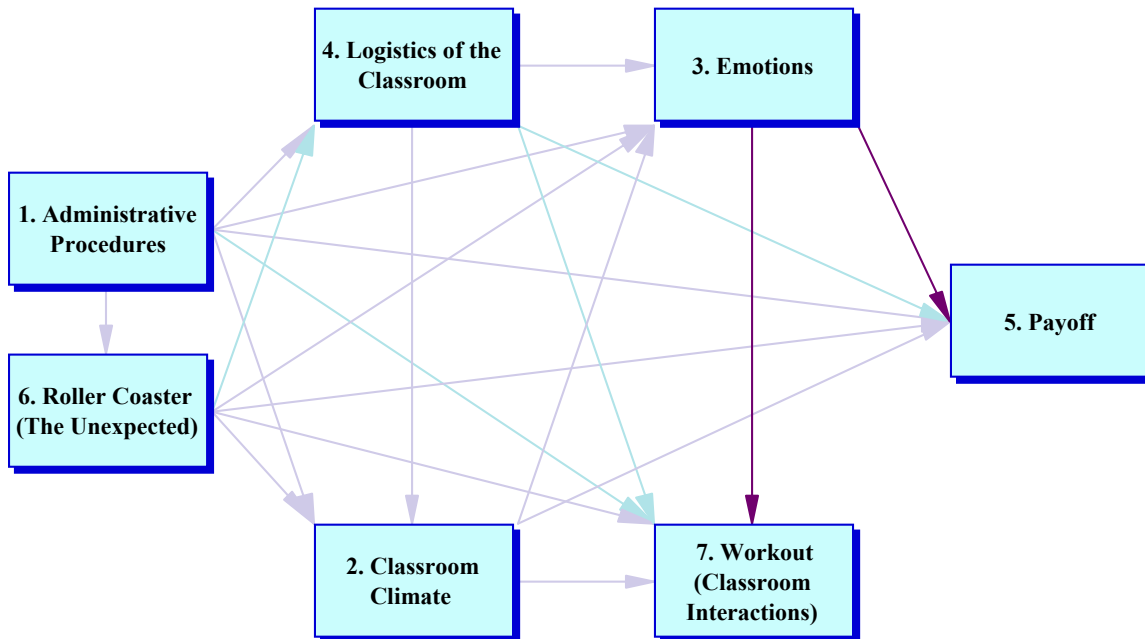 4. Logistics of the
Classroom
3. Emotions
1. Administrative
Procedures
5. Payoff
6. Roller Coaster
(The Unexpected)
2. Classroom
Climate
7. Workout
(Classroom
Interactions)